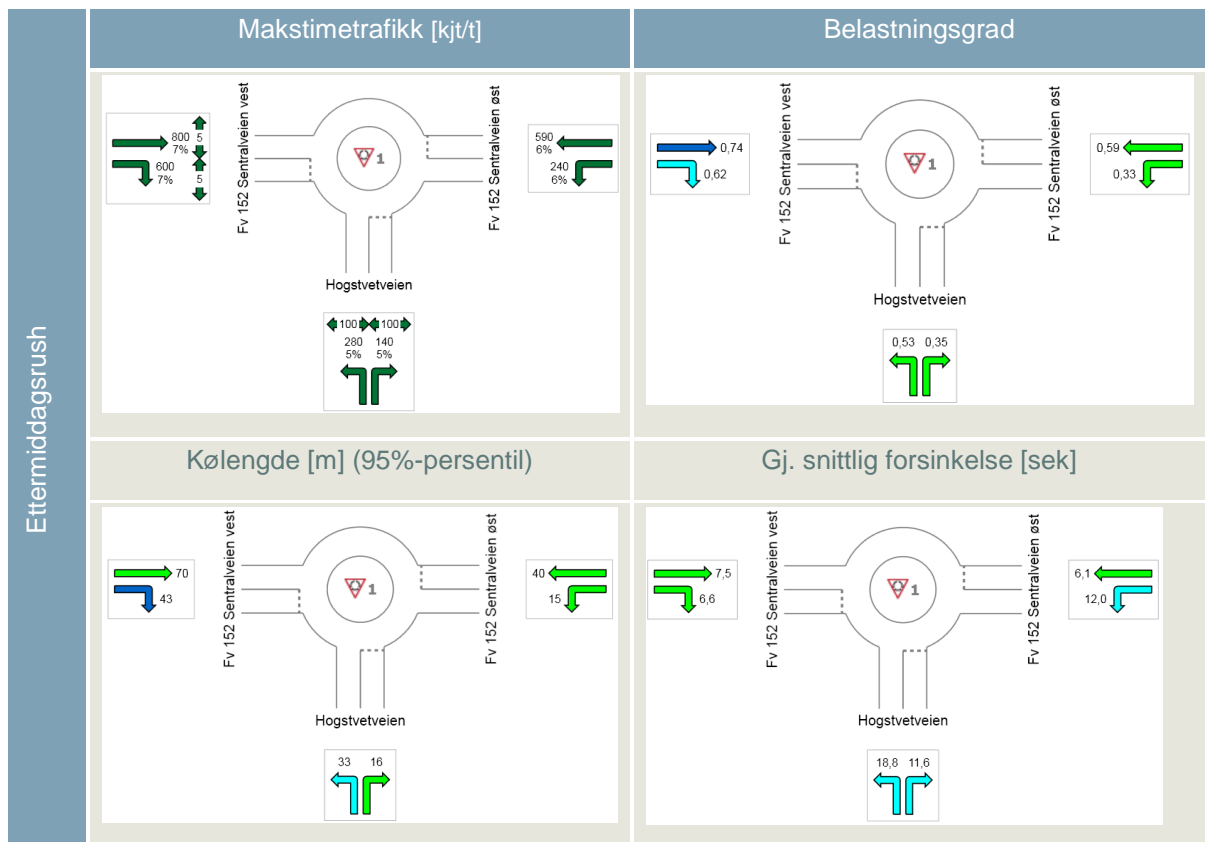 Ettermiddagsrush
Makstimetrafikk [kjt/t]
Fv 152 Sentralveien vest
Fv 152 Sentralveien øst
800
7%
5
600
7%
5
1
590
6%
240
6%
Hogstvetveien
100
100
280
140
5%
5%
Belastningsgrad
Fv 152 Sentralveien vest
Fv 152 Sentralveien øst
0,74
0,62
1
0,59
0,33
Hogstvetveien
0,53
0,35
Kølengde [m] (95%-persentil)
Fv 152 Sentralveien vest
Fv 152 Sentralveien øst
70
43
1
40
15
Hogstvetveien
33
16
Gj. snittlig forsinkelse [sek]
Fv 152 Sentralveien vest
Fv 152 Sentralveien øst
7,5
6,6
1
6,1
12,0
Hogstvetveien
18,8
11,6